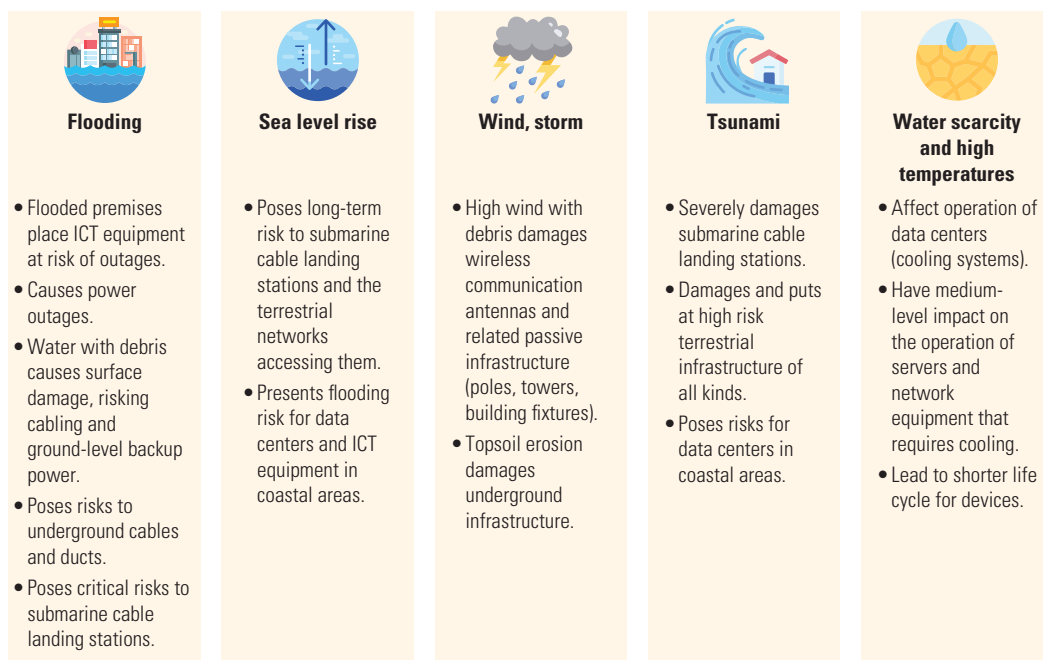 Flooding
• Flooded premises
place ICT equipment
at risk of outages.
• Causes power
outages.
• Water with debris
causes surface
damage, risking
cabling and
ground-level backup
power.
• Poses risks to
underground cables
and ducts.
• Poses critical risks to
submarine cable
landing stations.
Sea level rise
• Poses long-term
risk to submarine
cable landing
stations and the
terrestrial
networks
accessing them.
• Presents flooding
risk for data
centers and ICT
equipment in
coastal areas.
Wind, storm
• High wind with
debris damages
wireless
communication
antennas and
related passive
infrastructure
(poles, towers,
building fixtures).
• Topsoil erosion
damages
underground
infrastructure.
Tsunami
• Severely damages
submarine cable
landing stations.
• Damages and puts
at high risk
terrestrial
infrastructure of
all kinds.
• Poses risks for
data centers in
coastal areas.
Water scarcity
and high
temperatures
• Affect operation of
data centers
(cooling systems).
• Have medium-
level impact on
the operation of
servers and
network
equipment that
requires cooling.
• Lead to shorter life
cycle for devices.